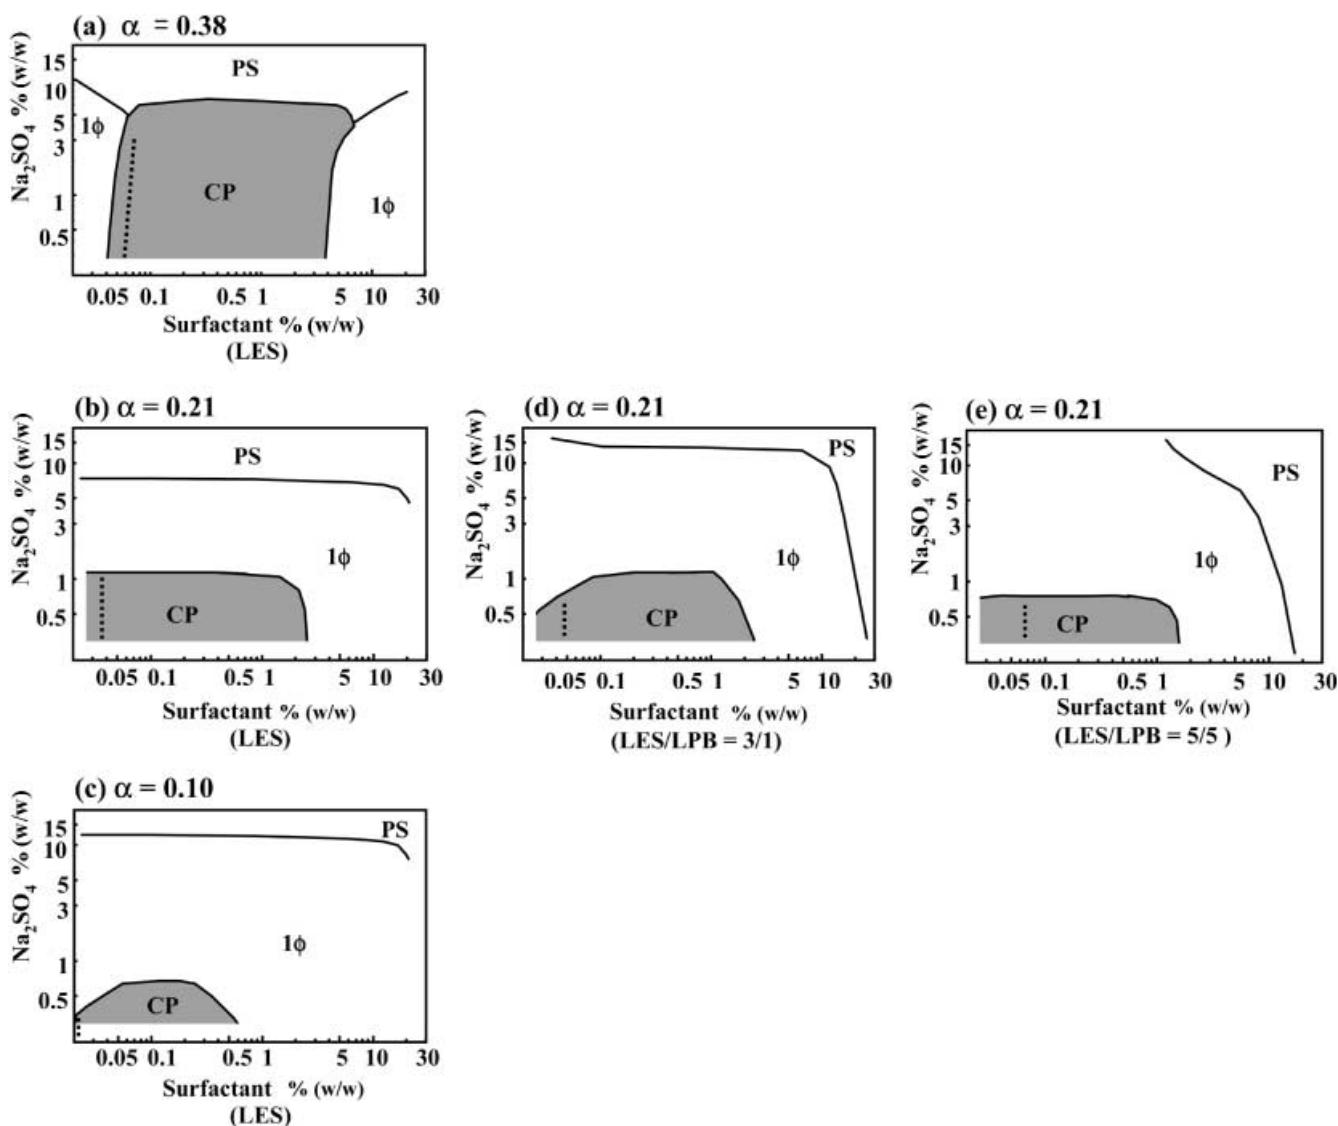 (a) α = 0.38
Na₂SO₄ % (w/w)
15
10
5
3
1
0.5
PS
1ϕ
CP
1ϕ
0.05 0.1 0.5 1 5 10 30
Surfactant % (w/w)
(LES)
(b) α = 0.21
Na₂SO₄ % (w/w)
15
10
5
3
1
0.5
PS
1ϕ
CP
0.05 0.1 0.5 1 5 10 30
Surfactant % (w/w)
(LES)
(d) α = 0.21
Na₂SO₄ % (w/w)
15
10
5
3
1
0.5
PS
1ϕ
CP
0.05 0.1 0.5 1 5 10 30
Surfactant % (w/w)
(LES/LPB = 3/1)
(e) α = 0.21
Na₂SO₄ % (w/w)
15
10
5
3
1
0.5
PS
1ϕ
CP
0.05 0.1 0.5 1 5 10 30
Surfactant % (w/w)
(LES/LPB = 5/5 )
(c) α = 0.10
Na₂SO₄ % (w/w)
15
10
5
3
1
0.5
PS
1ϕ
CP
0.05 0.1 0.5 1 5 10 30
Surfactant % (w/w)
(LES)